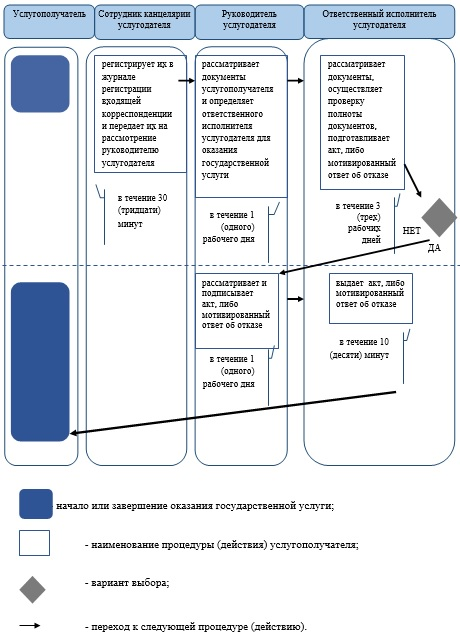 Услугополучатель
Сотрудник канцелярии
услугодателя
Руководитель
услугодателя
Ответственный исполнитель
услугодателя
регистрирует их в
журнале
регистрации
входящей
корреспонденции
и передает их на
рассмотрение
руководителю
услугодателя
в течение 30
(тридцати)
минут
рассматривает
документы
услугополучателя
и определяет
ответственного
исполнителя
услугодателя для
оказания
государственной
услуги
в течение 1
(одного)
рабочего дня
рассматривает
документы,
осуществляет
проверку
полноты
документов,
подготавливает
акт, либо
мотивированный
ответ об отказе
в течение 3
(трех)
рабочих
дней
НЕТ
ДА
рассматривает и
подписывает
акт, либо
мотивированный
ответ об отказе
в течение 1
(одного)
рабочего дня
выдает акт, либо
мотивированный
ответ об отказе
в течение 10
(десяти) минут
начало или завершение оказания государственной услуги;
- наименование процедуры (действия) услугополучателя;
- вариант выбора;
- переход к следующей процедуре (действию).